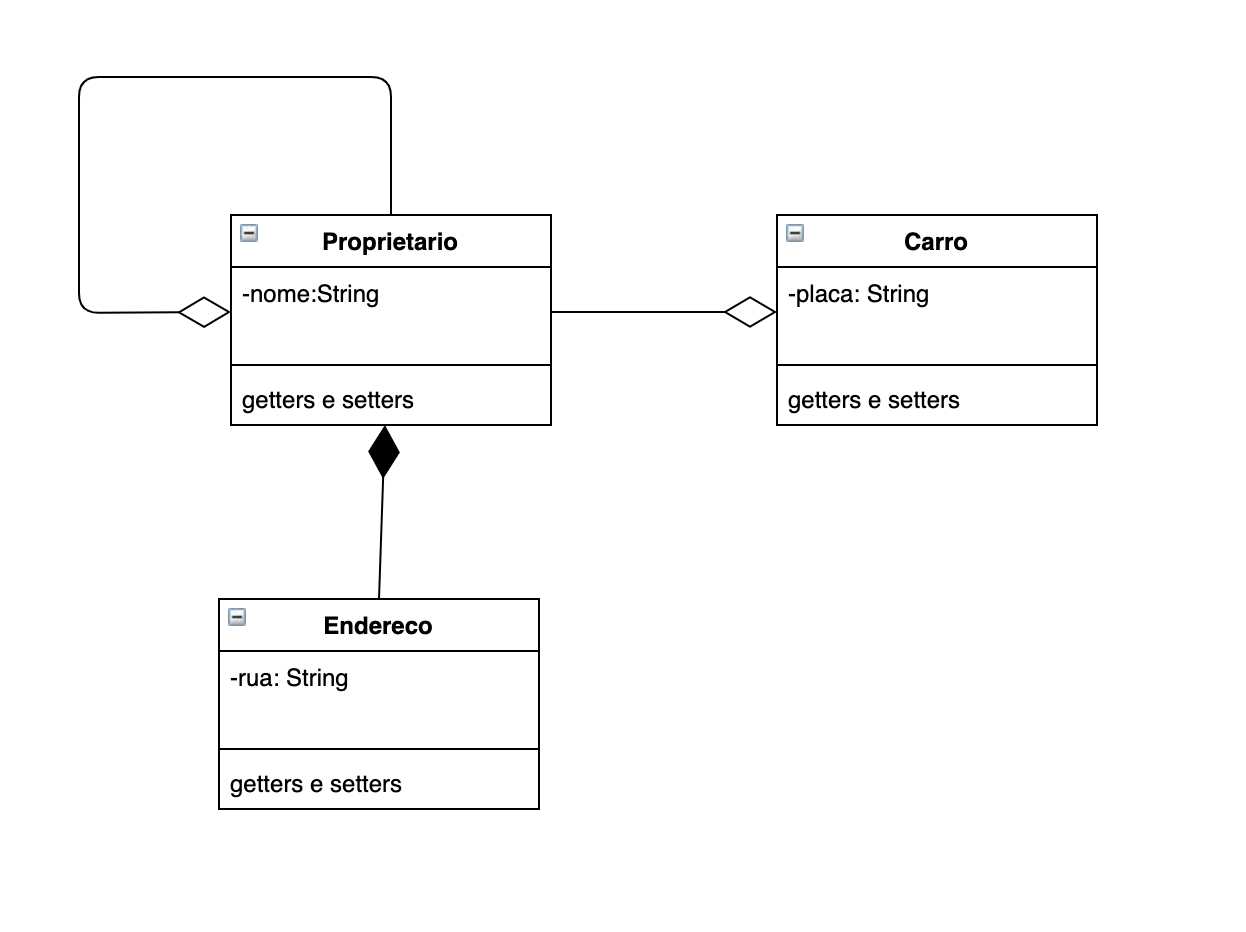 Proprietario
-nome:String
getters e setters
Carro
-placa: String
getters e setters
Endereco
-rua: String
getters e setters